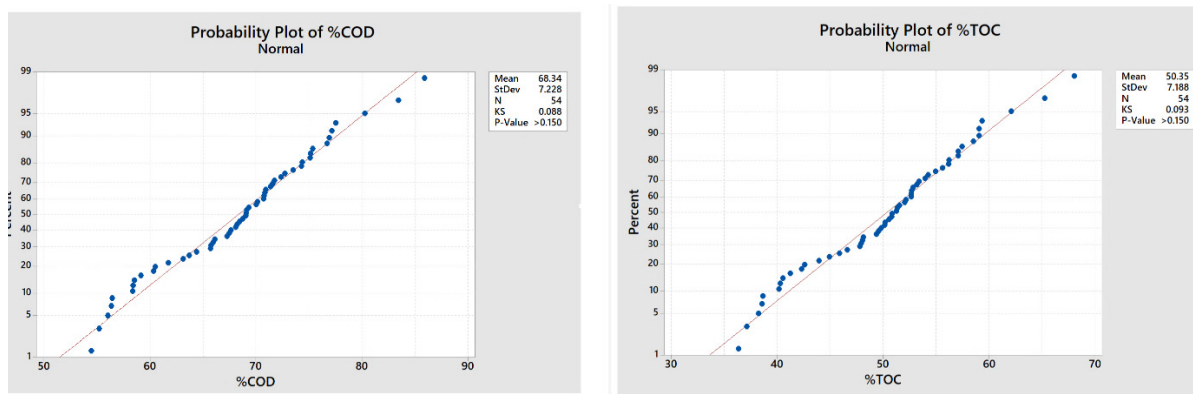 Probability Plot of %COD
Normal
99
95
90
80
70
60
50
40
30
20
10
5
1
Percent
50 60 70 80 90
%COD
Mean 68.34
StDev 7.228
N 54
KS 0.088
P-Value >0.150
Probability Plot of %TOC
Normal
99
95
90
80
70
60
50
40
30
20
10
5
1
Percent
30 40 50 60 70
%TOC
Mean 50.35
StDev 7.188
N 54
KS 0.093
P-Value >0.150